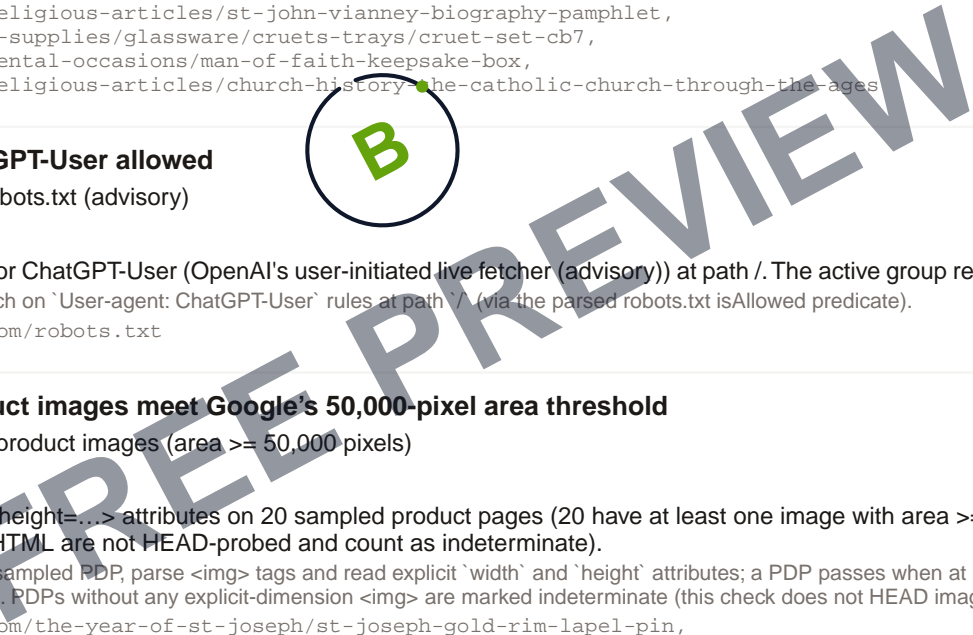 eligious-articles/st-john-vianney-biography-pamphlet,
-supplies/glassware/cruets-trays/cruet-set-cb7,
ental-occasions/man-of-faith-keepsake-box,
eligious-articles/church-history-the-catholic-church-through-the-ages
B
GPT-User allowed
bots.txt (advisory)
or ChatGPT-User (OpenAI's user-initiated live fetcher (advisory)) at path /. The active group re
ch on `User-agent: ChatGPT-User` rules at path `/` (via the parsed robots.txt isAllowed predicate).
om/robots.txt
uct images meet Google’s 50,000-pixel area threshold
product images (area >= 50,000 pixels)
height=…> attributes on 20 sampled product pages (20 have at least one image with area >=
HTML are not HEAD-probed and count as indeterminate).
sampled PDP, parse <img> tags and read explicit `width` and `height` attributes; a PDP passes when at
. PDPs without any explicit-dimension <img> are marked indeterminate (this check does not HEAD imag
om/the-year-of-st-joseph/st-joseph-gold-rim-lapel-pin,
FREE PREVIEW